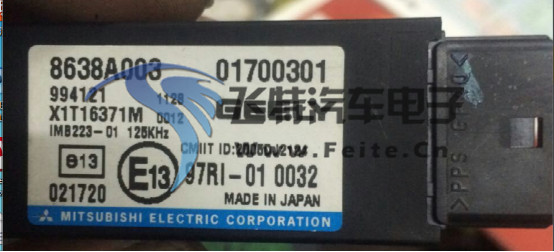 8638A003 01700301
994121 1128
X1T16371M 0012
IMB223-01 125KHz
CMIIT ID:
e13 E13 97RI-01 0032
021720 MADE IN JAPAN
MITSUBISHI ELECTRIC CORPORATION
>PPS G
飞特汽车电子
www.Feite.Cn